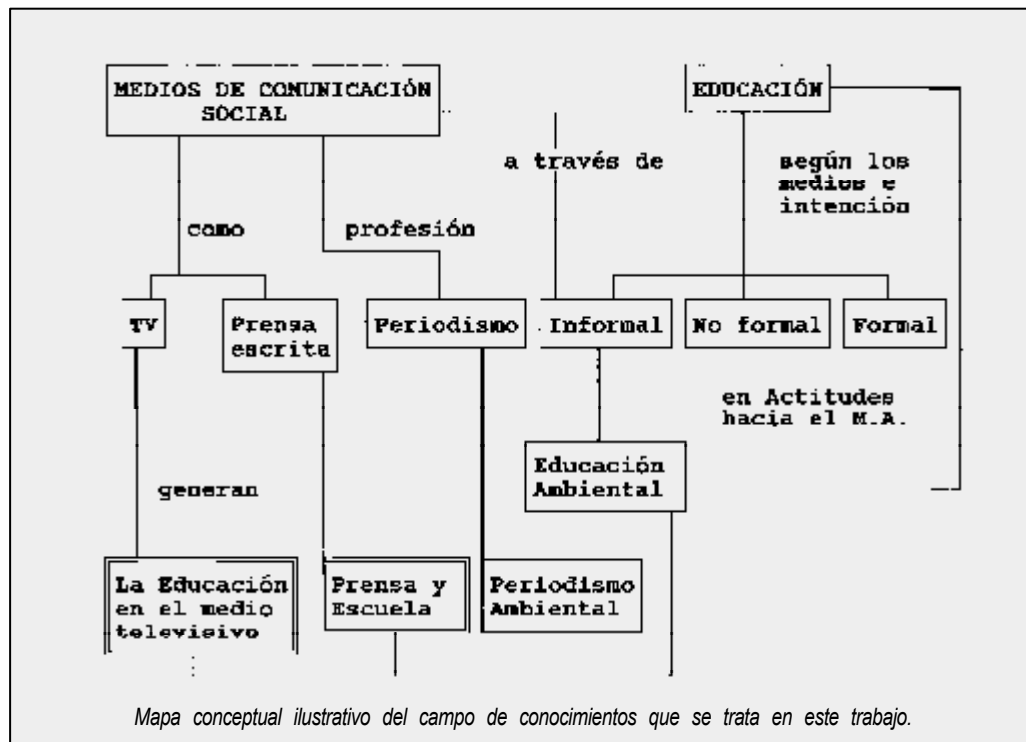 MEDIOS DE COMUNICACIÓN
SOCIAL
EDUCACIÓN
a través de
según los
medios e
intención
como
profesión
TV
Prensa
escrita
Periodismo
Informal
No formal
Formal
en Actitudes
hacia el M.A.
Educación
Ambiental
generan
La Educación
en el medio
televisivo
Prensa y
Escuela
Periodismo
Ambiental
Mapa conceptual ilustrativo del campo de conocimientos que se trata en este trabajo.